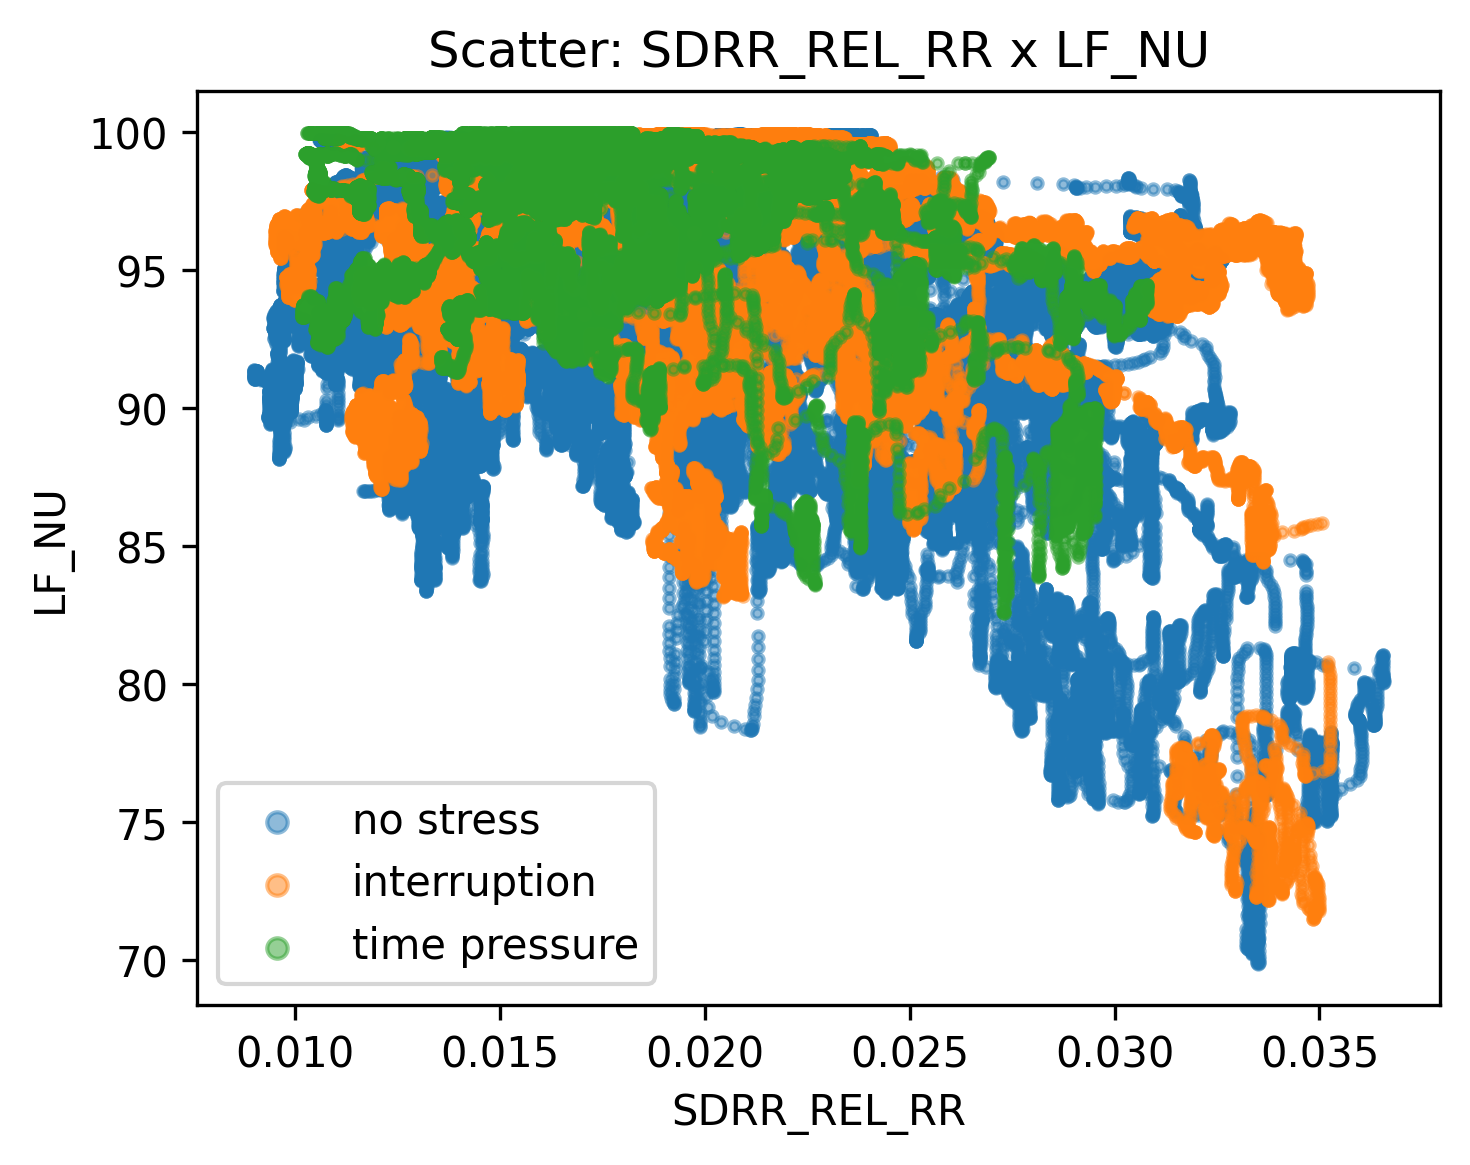 Scatter: SDRR_REL_RR x LF_NU
100
95
90
85
80
75
70
LF_NU
no stress
interruption
time pressure
0.010 0.015 0.020 0.025 0.030 0.035
SDRR_REL_RR